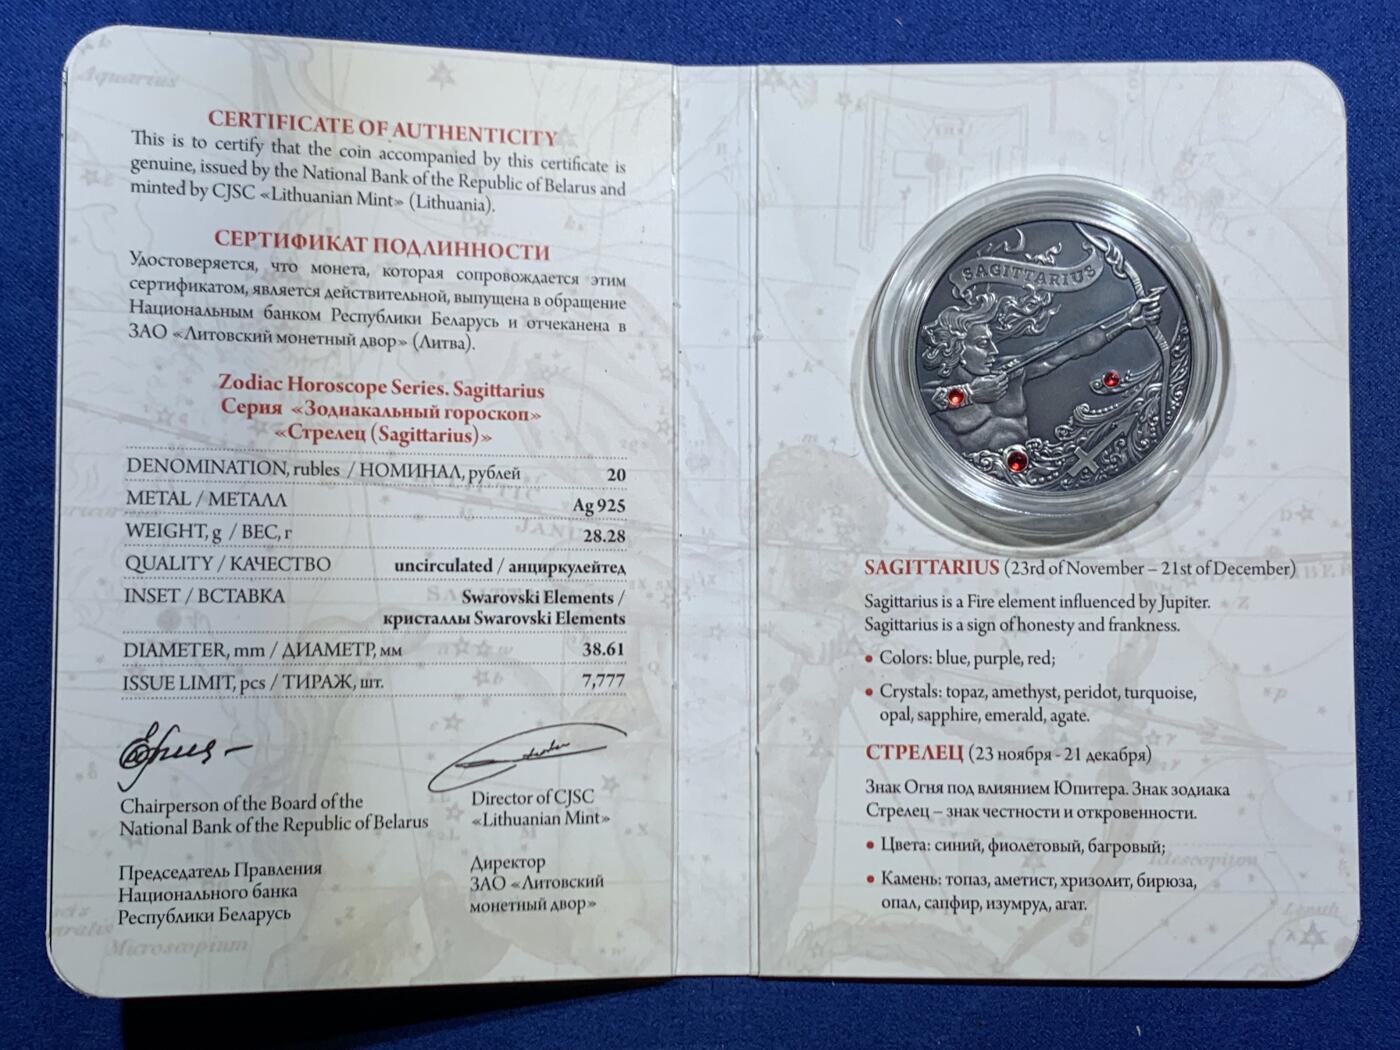 CERTIFICATE OF AUTHENTICITY
This is to certify that the coin accompanied by this certificate is
genuine, issued by the National Bank of the Republic of Belarus and
minted by CJSC «Lithuanian Mint» (Lithuania).
СЕРТИФИКАТ ПОДЛИННОСТИ
Удостоверяется, что монета, которая сопровождается этим
сертификатом, является действительной, выпущена в обращение
Национальным банком Республики Беларусь и отчеканена в
ЗАО «Литовский монетный двор» (Литва).
Zodiac Horoscope Series. Sagittarius
Серия «Зодиакальный гороскоп»
«Стрелец (Sagittarius)»
DENOMINATION, rubles / НОМИНАЛ, рублей 20
METAL / МЕТАЛЛ Ag 925
WEIGHT, g / ВЕС, г 28.28
QUALITY / КАЧЕСТВО uncirculated / анциркулейтед
INSET / ВСТАВКА Swarovski Elements /
кристаллы Swarovski Elements
DIAMETER, mm / ДИАМЕТР, мм 38.61
ISSUE LIMIT, pcs / ТИРАЖ, шт. 7,777
Chairperson of the Board of the
National Bank of the Republic of Belarus
Председатель Правления
Национального банка
Республики Беларусь
Director of CJSC
«Lithuanian Mint»
Директор
ЗАО «Литовский
монетный двор»
SAGITTARIUS
SAGITTARIUS (23rd of November – 21st of December)
Sagittarius is a Fire element influenced by Jupiter.
Sagittarius is a sign of honesty and frankness.
• Colors: blue, purple, red;
• Crystals: topaz, amethyst, peridot, turquoise,
opal, sapphire, emerald, agate.
СТРЕЛЕЦ (23 ноября - 21 декабря)
Знак Огня под влиянием Юпитера. Знак зодиака
Стрелец – знак честности и откровенности.
• Цвета: синий, фиолетовый, багровый;
• Камень: топаз, аметист, хризолит, бирюза,
опал, сапфир, изумруд, агат.
Aquarius
Microscopium
Telescopium